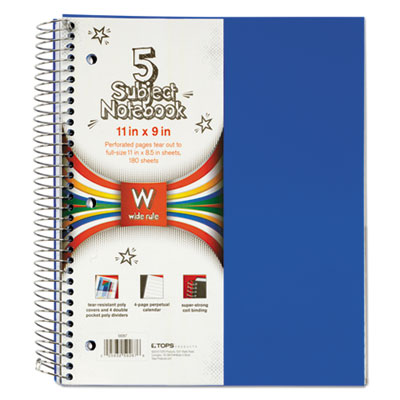 5
Subject
Notebook
11 in x 9 in
Perforated pages tear out to
full-size 11 in x 8.5 in sheets,
180 sheets
W
wide rule
tear-resistant poly
covers and 4 double
pocket poly dividers
4-page perpetual
calendar
super-strong
coil binding
TOPS PRODUCTS